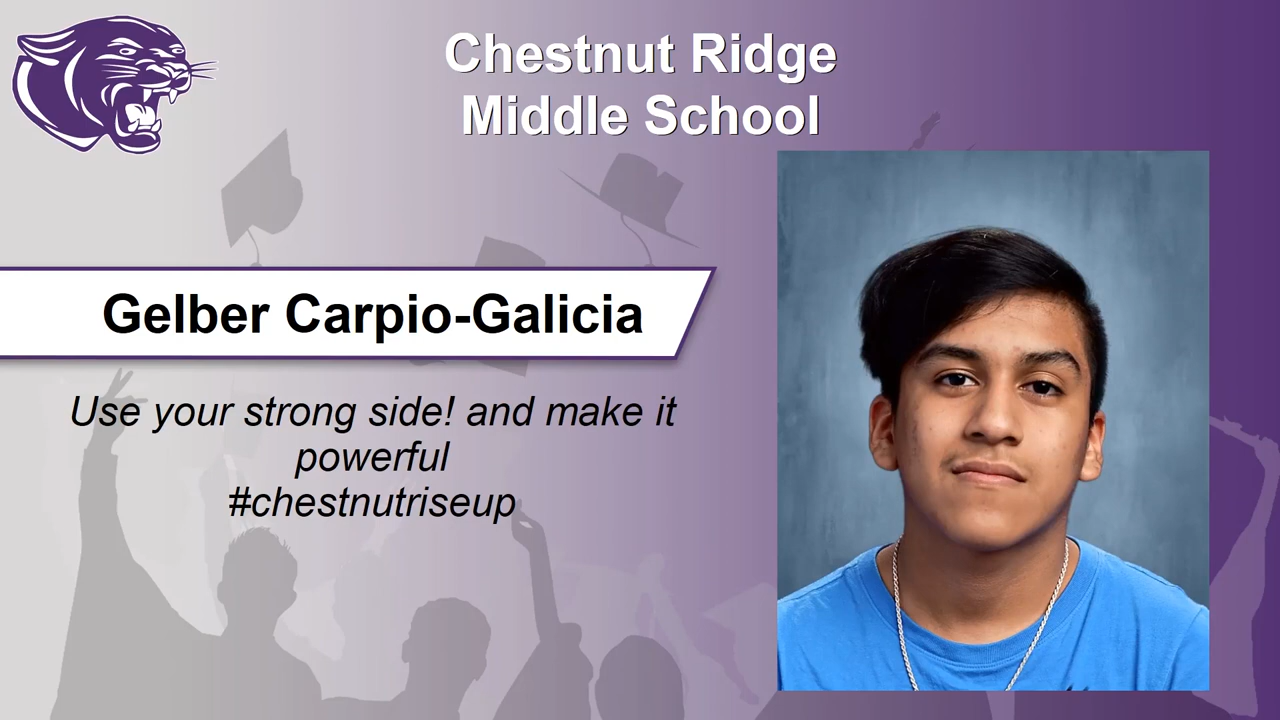 Chestnut Ridge
Middle School
Gelber Carpio-Galicia
Use your strong side! and make it
powerful
#chestnutriseup